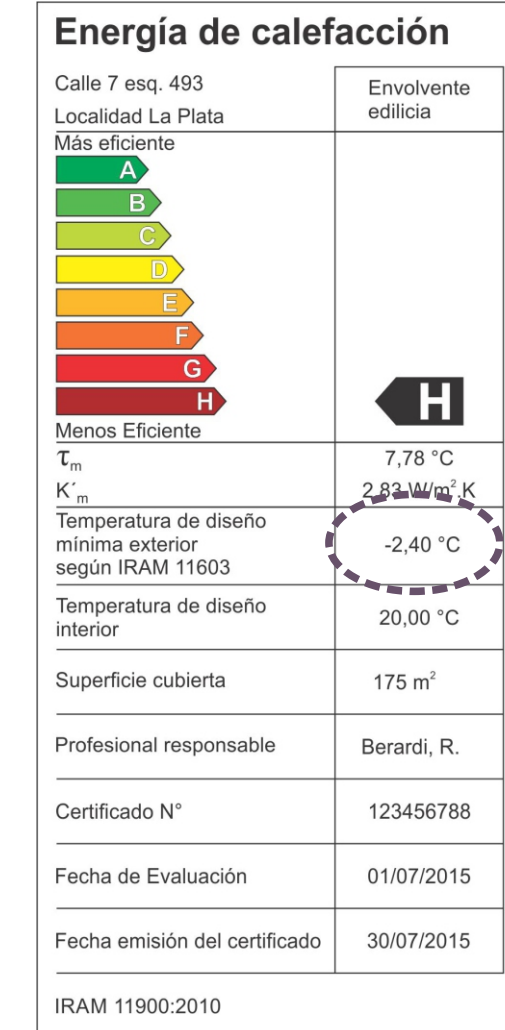 Energía de calefacción
Calle 7 esq. 493
Localidad La Plata
Envolvente
edilicia
Más eficiente
A
B
C
D
E
F
G
H
H
Menos Eficiente
τm 7,78 °C
K´m 2,83 W/m².K
Temperatura de diseño
mínima exterior
según IRAM 11603
-2,40 °C
Temperatura de diseño
interior
20,00 °C
Superficie cubierta 175 m²
Profesional responsable Berardi, R.
Certificado N° 123456788
Fecha de Evaluación 01/07/2015
Fecha emisión del certificado 30/07/2015
IRAM 11900:2010